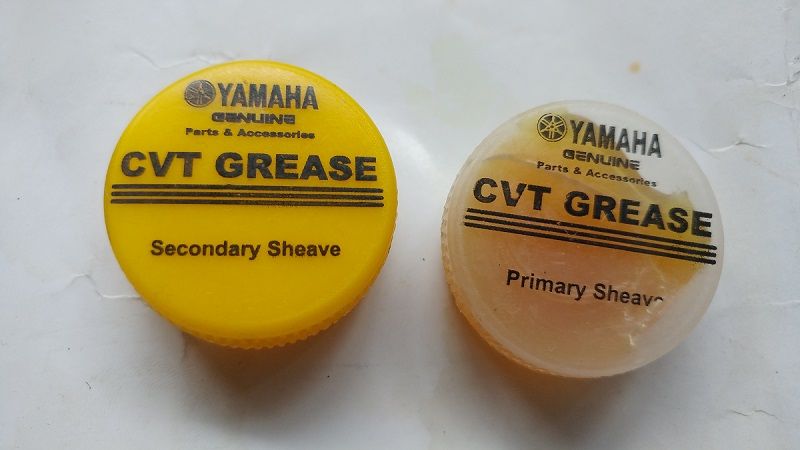 YAMAHA
GENUINE
Parts & Accessories
CVT GREASE
Secondary Sheave
YAMAHA
GENUINE
Parts & Accessories
CVT GREASE
Primary Sheave